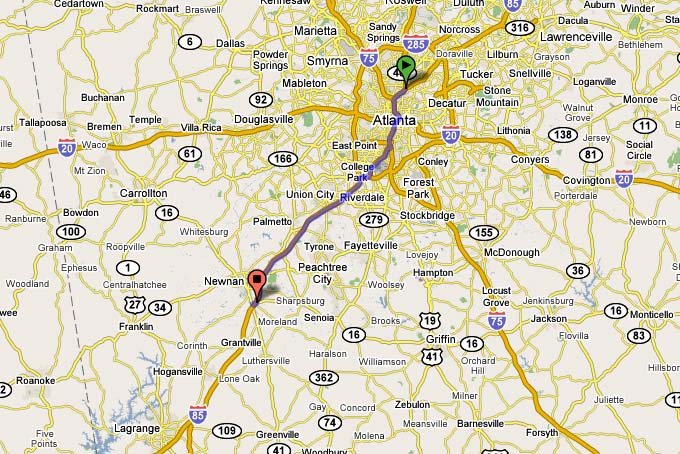 Cedartown
Braswell
Kennesaw
Roswell
Duluth
Auburn
Winder
Sandy
Springs
Marietta
316
Dacula
Norcross
Lawrenceville
6
Dallas
75
285
Doraville
Lilburn
Bethlehem
Powder
Springs
Smyrna
400
Tucker
Snellville
Loganville
Buchanan
92
Mableton
Decatur
Stone
Mountain
Monroe
Walnut
Grove
Tallapoosa
Bremen
Temple
Douglasville
Atlanta
Villa Rica
20
Waco
61
East Point
20
Lithonia
138
Jersey
Social
Circle
Mt Zion
166
College
Park
Conley
Conyers
81
46
Carrollton
Union City
Riverdale
Forest
Park
Covington
20
Porterdale
Ranburne
Bowdon
16
100
Whitesburg
Palmetto
279
Stockbridge
Newborn
Graham
Roopville
Tyrone
Fayetteville
Lovejoy
155
McDonough
Ephesus
1
Centralhatchee
Newnan
Peachtree
City
Hampton
36
27
34
Franklin
Sharpsburg
Woolsey
Locust
Grove
Jenkinsburg
16
Monticello
Moreland
Senoia
Brooks
19
75
Jackson
83
Corinth
Grantville
16
Griffin
Flovilla
Haralson
41
Hogansville
Luthersville
Williamson
Orchard
Hill
Roanoke
Lone Oak
362
Milner
Zebulon
Juliette
85
Gay
Concord
Five
Points
Lagrange
109
Greenville
74
Molena
Meansville
Barnesville
Forsyth
41
Woodbury
18